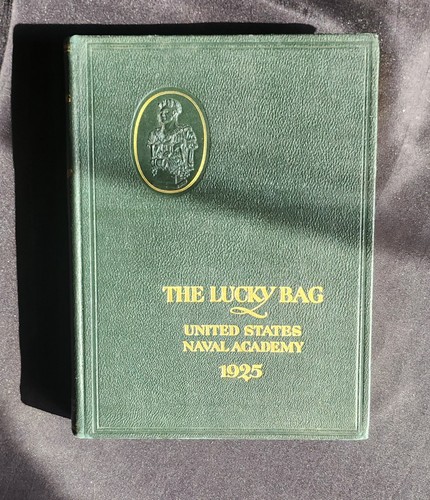 THE LUCKY BAG
UNITED STATES
NAVAL ACADEMY
1925